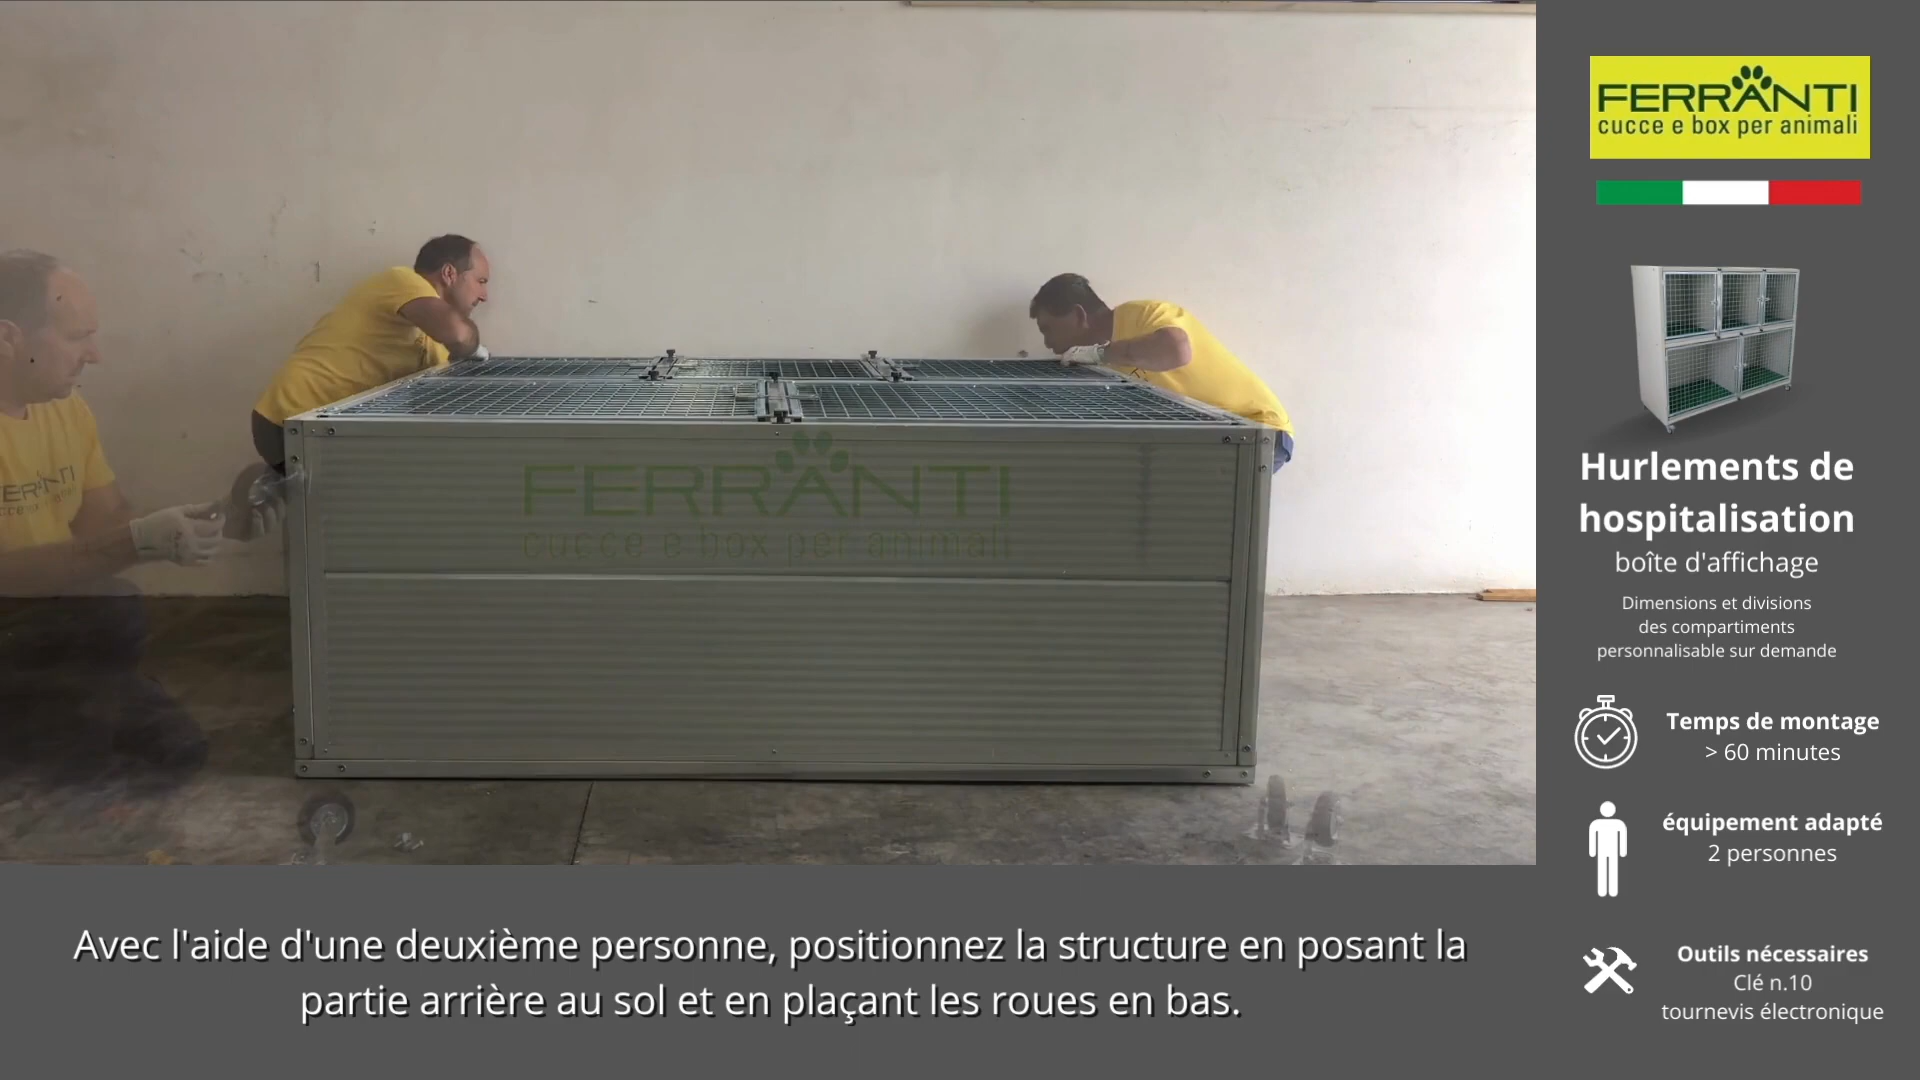 FERRANTI
cucce e box per animali
FERRANTI
cucce e box per animali
Hurlements de
hospitalisation
boîte d'affichage
Dimensions et divisions
des compartiments
personnalisable sur demande
Temps de montage
> 60 minutes
équipement adapté
2 personnes
Outils nécessaires
Clé n.10
tournevis électronique
Avec l'aide d'une deuxième personne, positionnez la structure en posant la
partie arrière au sol et en plaçant les roues en bas.